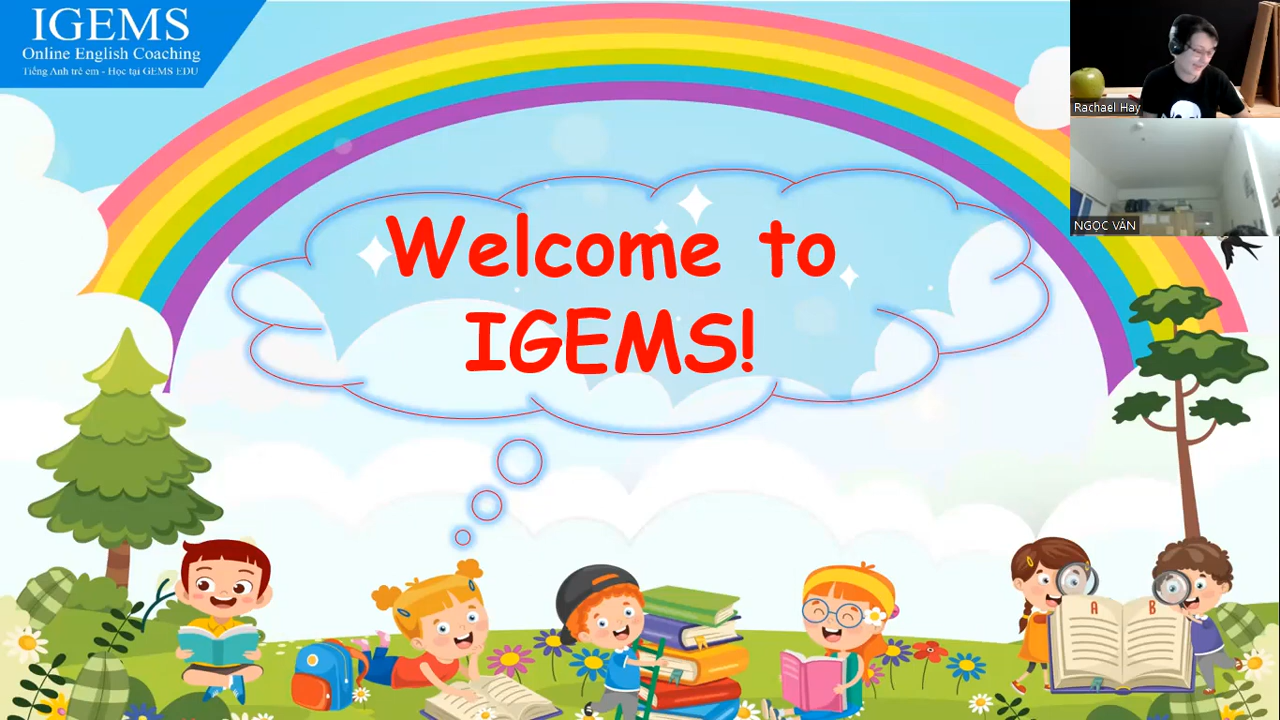 IGEMS
Online English Coaching
Tiếng Anh trẻ em - Học tại GEMS EDU
Welcome to
IGEMS!
Rachael Hay
NGỌC VÂN
A B